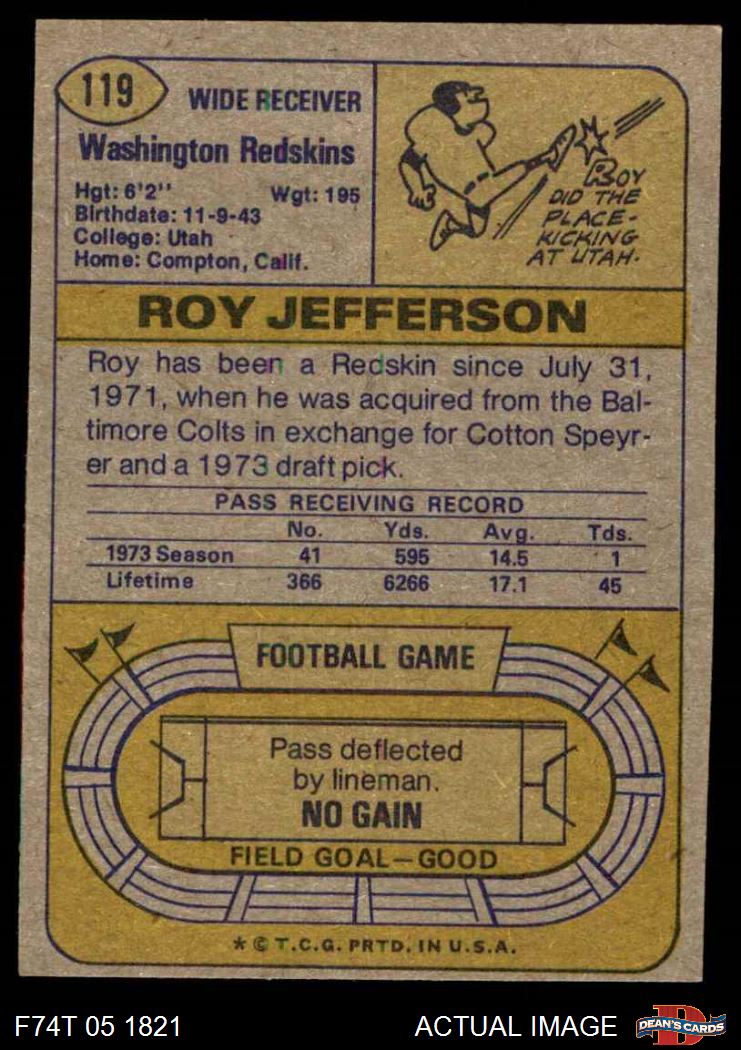 119
WIDE RECEIVER
Washington Redskins
Hgt: 6'2'' Wgt: 195
Birthdate: 11-9-43
College: Utah
Home: Compton, Calif.
ROY
DID THE
PLACE-
KICKING
AT UTAH.
ROY JEFFERSON
Roy has been a Redskin since July 31,
1971, when he was acquired from the Bal-
timore Colts in exchange for Cotton Speyr-
er and a 1973 draft pick.
PASS RECEIVING RECORD
No. Yds. Avg. Tds.
1973 Season 41 595 14.5 1
Lifetime 366 6266 17.1 45
FOOTBALL GAME
Pass deflected
by lineman.
NO GAIN
FIELD GOAL—GOOD
* © T.C.G. PRTD. IN U.S.A.
F74T 05 1821 ACTUAL IMAGE DEAN'S CARDS